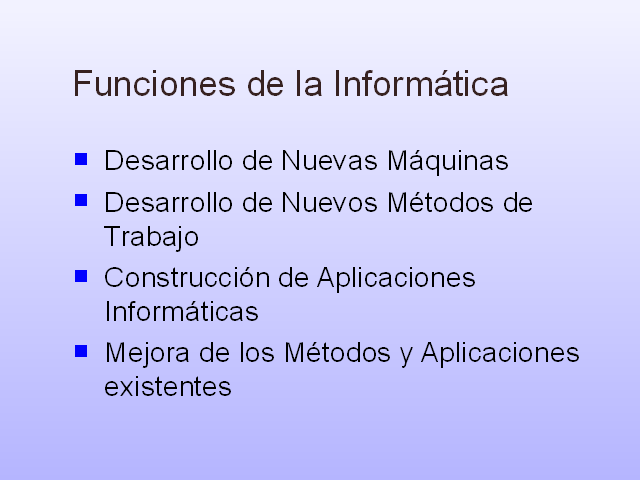 Funciones de la Informática
Desarrollo de Nuevas Máquinas
Desarrollo de Nuevos Métodos de
Trabajo
Construcción de Aplicaciones
Informáticas
Mejora de los Métodos y Aplicaciones
existentes